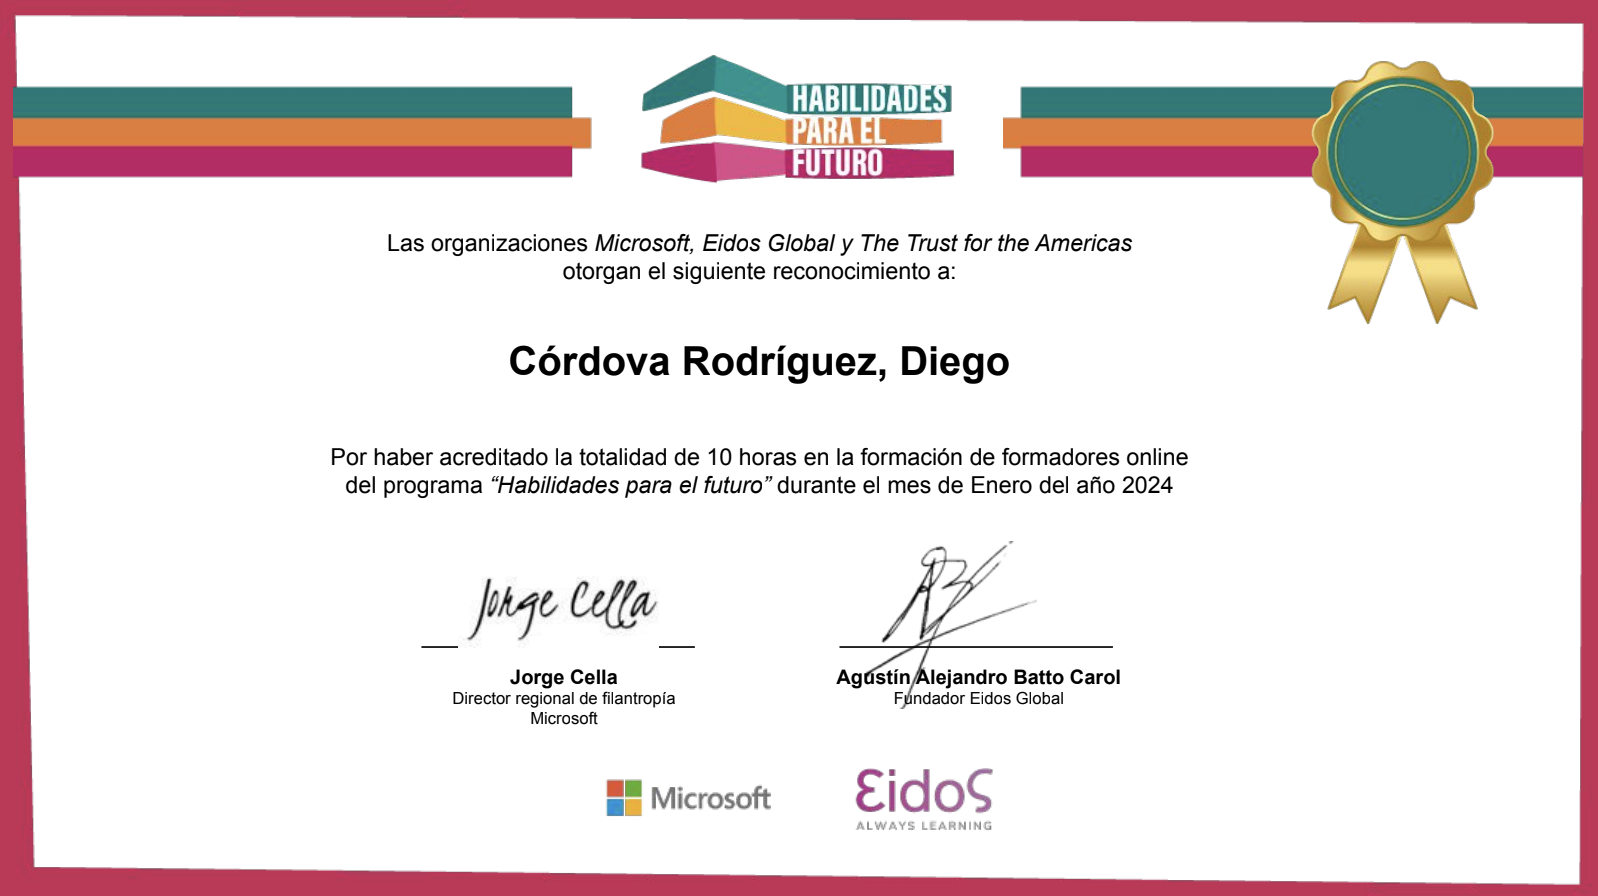 HABILIDADES
PARA EL
FUTURO
Las organizaciones Microsoft, Eidos Global y The Trust for the Americas
otorgan el siguiente reconocimiento a:
Córdova Rodríguez, Diego
Por haber acreditado la totalidad de 10 horas en la formación de formadores online
del programa “Habilidades para el futuro” durante el mes de Enero del año 2024
Jorge Cella
Jorge Cella
Director regional de filantropía
Microsoft
Agustín Alejandro Batto Carol
Fundador Eidos Global
Microsoft
Eidos
ALWAYS LEARNING